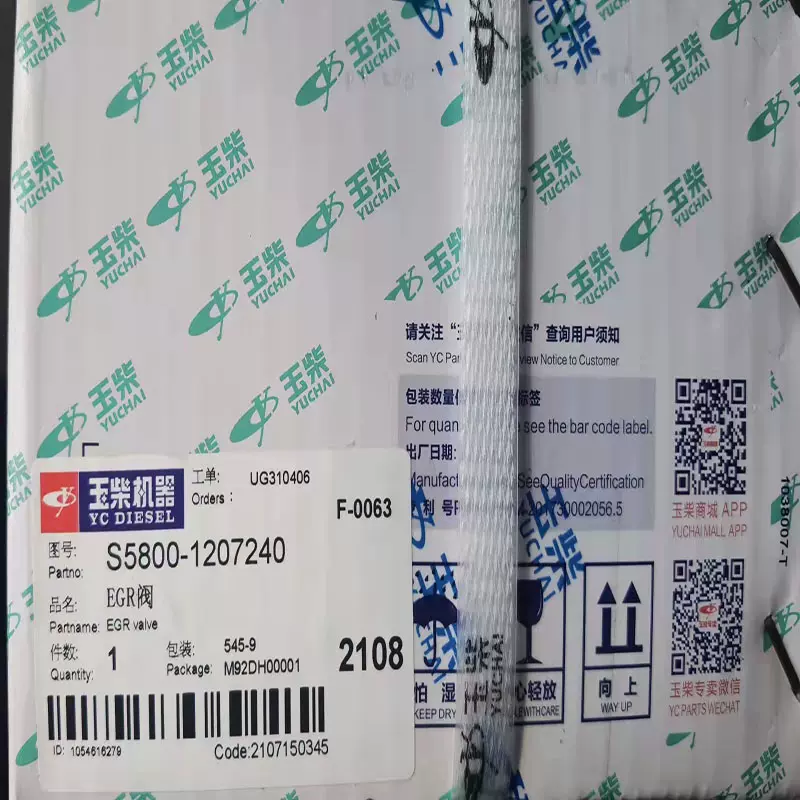 玉柴
YUCHAI
请关注“
信”查询用户须知
Scan YC
view Notice to Customer
包装数量
标签
For
see the bar code label.
出厂日期:
SeeQualityCertification
利 号
201730002056.5
玉柴商城 APP
YUCHAI MALL APP
10318007-T
玉柴专卖微信
YC PARTS WECHAT
怕 湿
KEEP DRY
心轻放
WITH CARE
向 上
WAY UP
玉柴机器
YC DIESEL
工单: UG310406
Orders:
F-0063
图号: S5800-1207240
Partno:
品名: EGR阀
Partname: EGR valve
件数: 1 包装: 545-9
Quantity: Package: M92DH00001
2108
ID: 1054616279 Code:2107150345